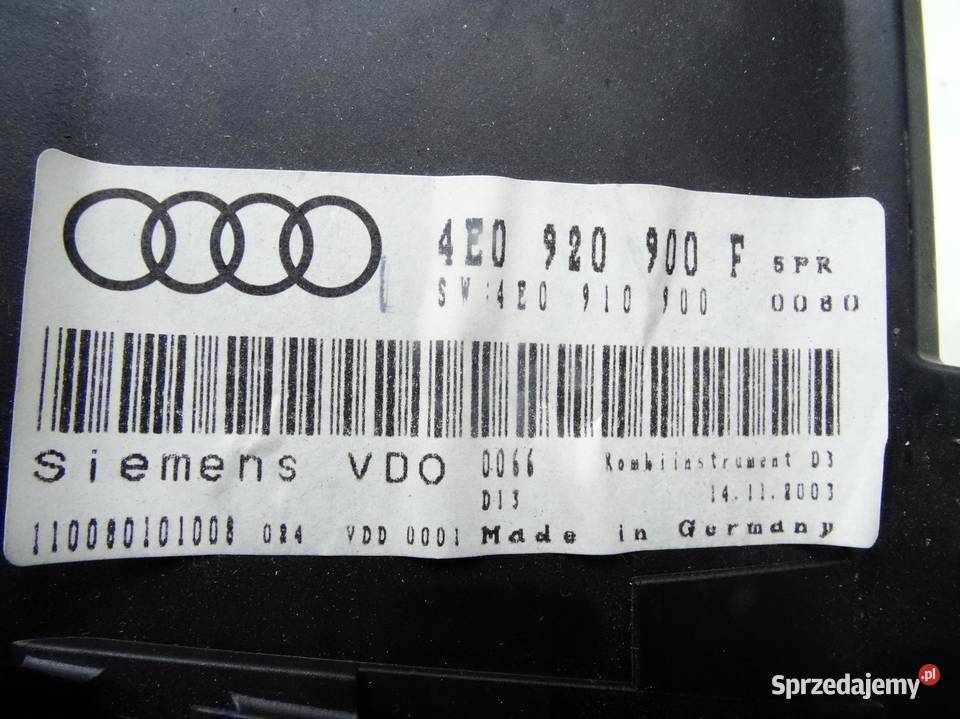 4E0 920 900 F SPR
SW:4E0 910 900 0080
Siemens VDO 0066 Kombiinstrument D3
D13 14.11.2003
110080101008 024 VDD 0001 Made in Germany
Sprzedajemy.pl